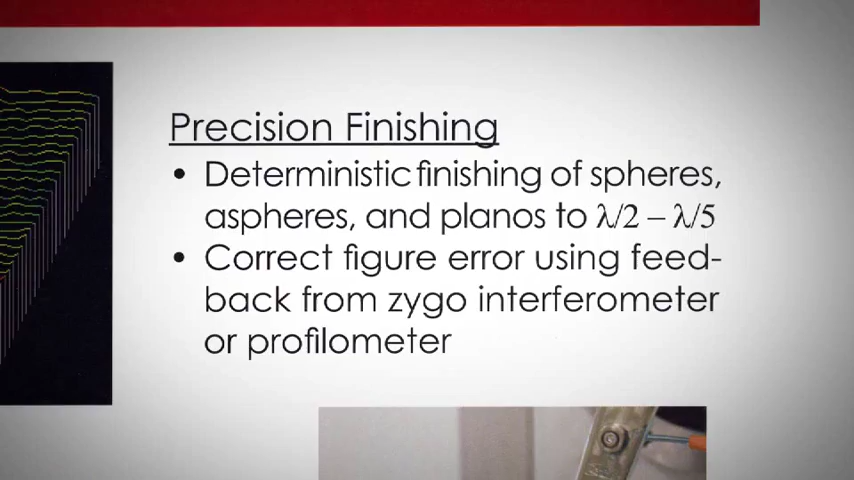 Precision Finishing
• Deterministic finishing of spheres,
aspheres, and planos to λ/2 – λ/5
• Correct figure error using feed-
back from zygo interferometer
or profilometer